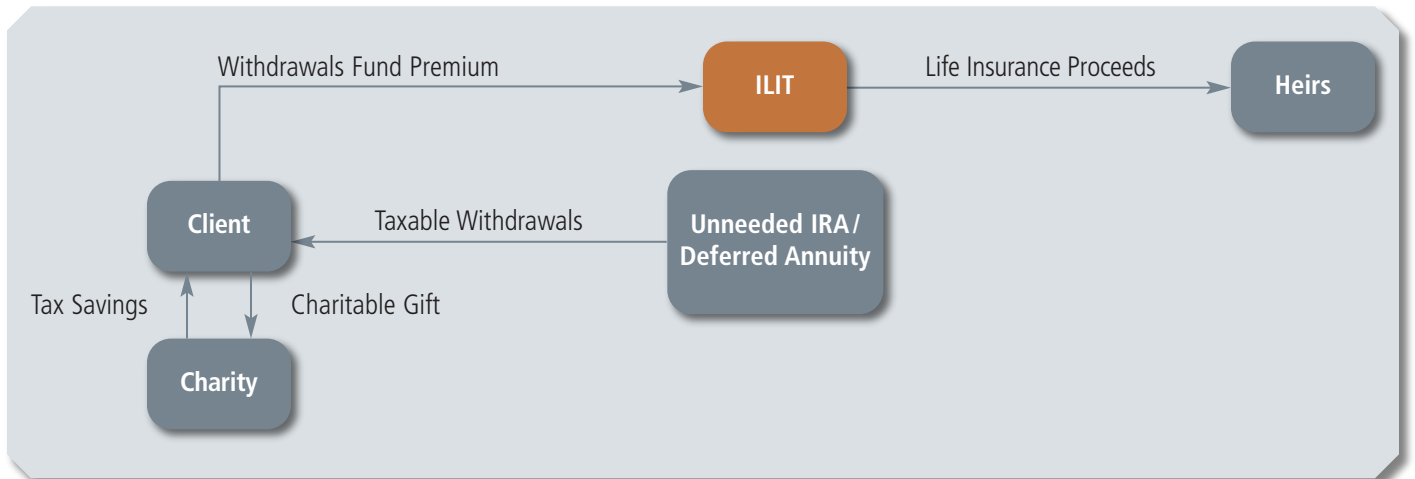 Withdrawals Fund Premium
ILIT
Life Insurance Proceeds
Heirs
Client
Taxable Withdrawals
Unneeded IRA/
Deferred Annuity
Tax Savings
Charitable Gift
Charity